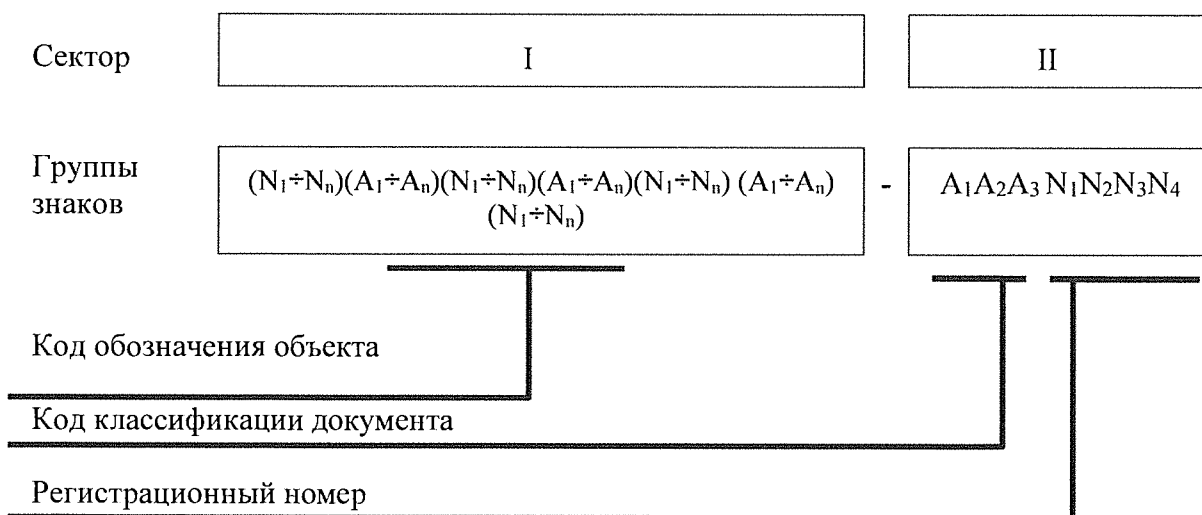 Сектор I II
Группы знаков (N₁÷Nₙ)(A₁÷Aₙ)(N₁÷Nₙ)(A₁÷Aₙ)(N₁÷Nₙ) (A₁÷Aₙ) - A₁A₂A₃ N₁N₂N₃N₄
(N₁÷Nₙ)
Код обозначения объекта
Код классификации документа
Регистрационный номер